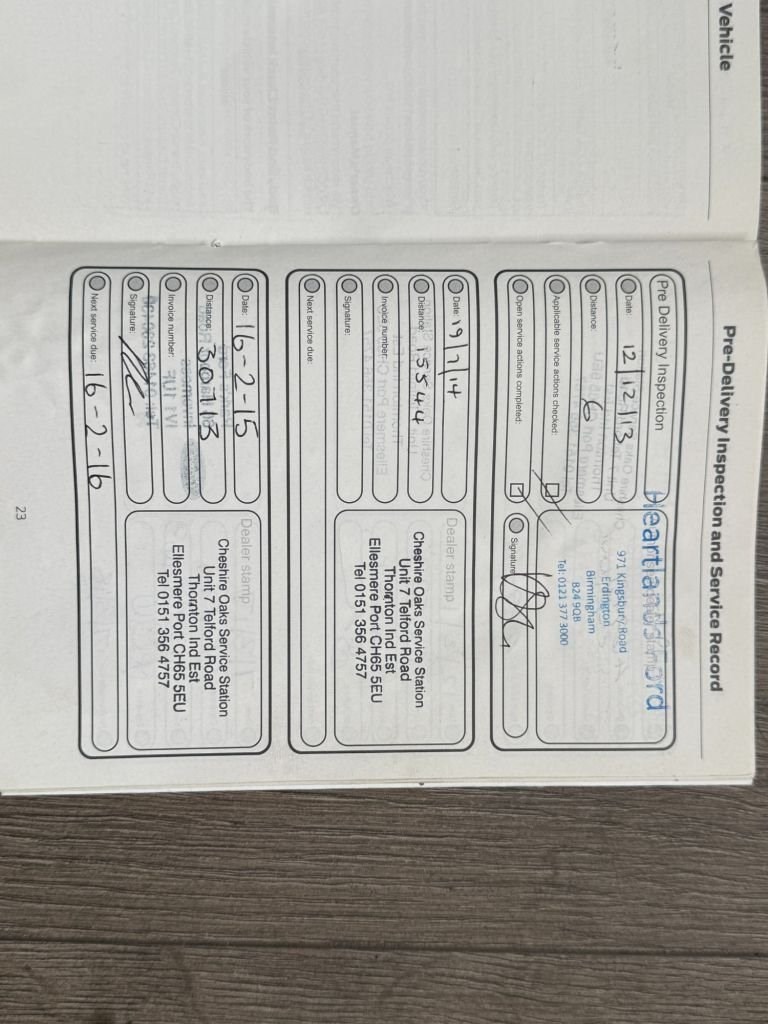 Vehicle
Pre-Delivery Inspection and Service Record
Pre Delivery Inspection
Date: 12/12/13
Distance: 6
Applicable service actions checked:
Open service actions completed:
Heartlands Ford
971 Kingsbury Road
Erdington
Birmingham
B24 9QB
Tel: 0121 377 3000
Signature:
Date: 19/7/14
Distance: 15544
Invoice number:
Signature:
Next service due:
Dealer stamp
Cheshire Oaks Service Station
Unit 7 Telford Road
Thornton Ind Est
Ellesmere Port CH65 5EU
Tel 0151 356 4757
Date: 16-2-15
Distance: 30713
Invoice number:
Signature:
Next service due: 16-2-16
Dealer stamp
Cheshire Oaks Service Station
Unit 7 Telford Road
Thornton Ind Est
Ellesmere Port CH65 5EU
Tel 0151 356 4757
23